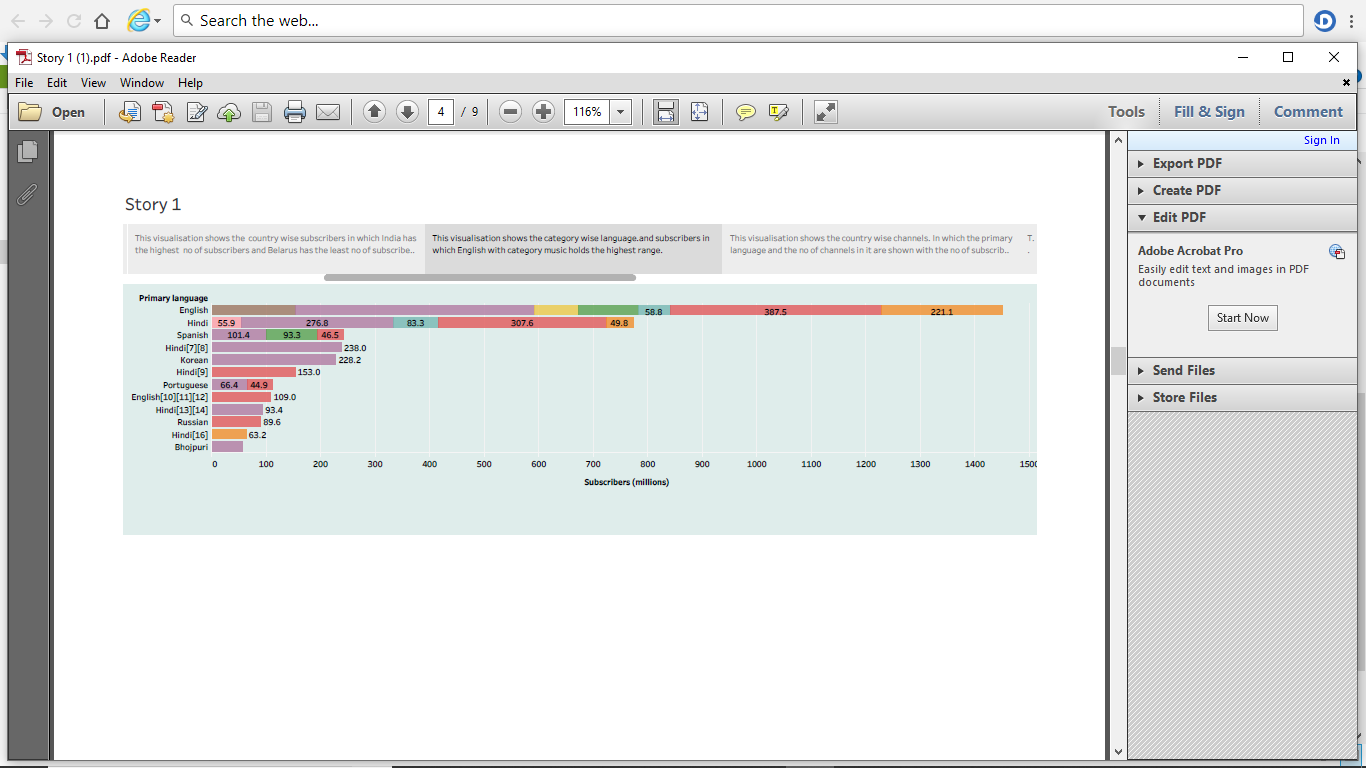 Search the web...
Story 1 (1).pdf - Adobe Reader
File Edit View Window Help
Open 4 / 9 116% Tools Fill & Sign Comment
Sign In
Export PDF
Create PDF
Edit PDF
Adobe Acrobat Pro
Easily edit text and images in PDF
documents
Start Now
Send Files
Store Files
Story 1
This visualisation shows the country wise subscribers in which India has
the highest no of subscribers and Belarus has the least no of subscribe..
This visualisation shows the category wise language.and subscribers in
which English with category music holds the highest range.
This visualisation shows the country wise channels. In which the primary
language and the no of channels in it are shown with the no of subscrib..
T.
.
Primary language
English 58.8 387.5 221.1
Hindi 55.9 276.8 83.3 307.6 49.8
Spanish 101.4 93.3 46.5
Hindi[7][8] 238.0
Korean 228.2
Hindi[9] 153.0
Portuguese 66.4 44.9
English[10][11][12] 109.0
Hindi[13][14] 93.4
Russian 89.6
Hindi[16] 63.2
Bhojpuri
0 100 200 300 400 500 600 700 800 900 1000 1100 1200 1300 1400 1500
Subscribers (millions)